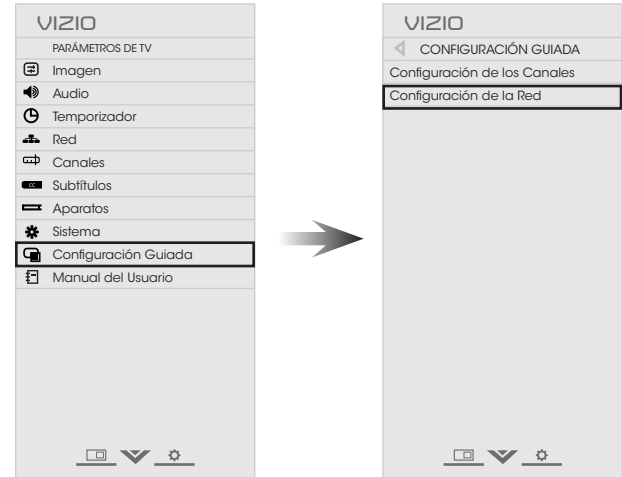 VIZIO
PARÁMETROS DE TV
Imagen
Audio
Temporizador
Red
Canales
CC Subtítulos
Aparatos
Sistema
Configuración Guiada
Manual del Usuario
VIZIO
CONFIGURACIÓN GUIADA
Configuración de los Canales
Configuración de la Red